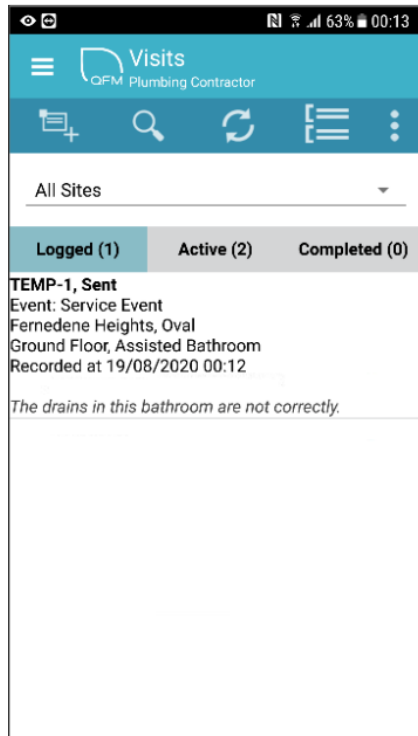 63% 00:13
Visits
QFM Plumbing Contractor
All Sites
Logged (1) Active (2) Completed (0)
TEMP-1, Sent
Event: Service Event
Fernedene Heights, Oval
Ground Floor, Assisted Bathroom
Recorded at 19/08/2020 00:12
The drains in this bathroom are not correctly.